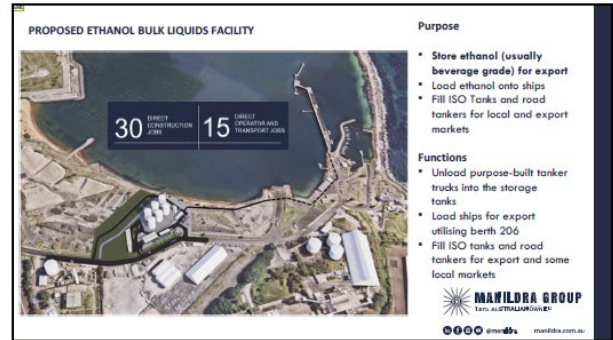 PROPOSED ETHANOL BULK LIQUIDS FACILITY
30 DIRECT
CONSTRUCTION
JOBS
15 DIRECT
OPERATOR AND
TRANSPORT JOBS
Purpose
• Store ethanol (usually
beverage grade) for export
• Load ethanol onto ships
• Fill ISO Tanks and road
tankers for local and export
markets
Functions
• Unload purpose-built tanker
trucks into the storage
tanks
• Load ships for export
utilising berth 206
• Fill ISO tanks and road
tankers for export and some
local markets
MANILDRA GROUP
@manildra manildra.com.au